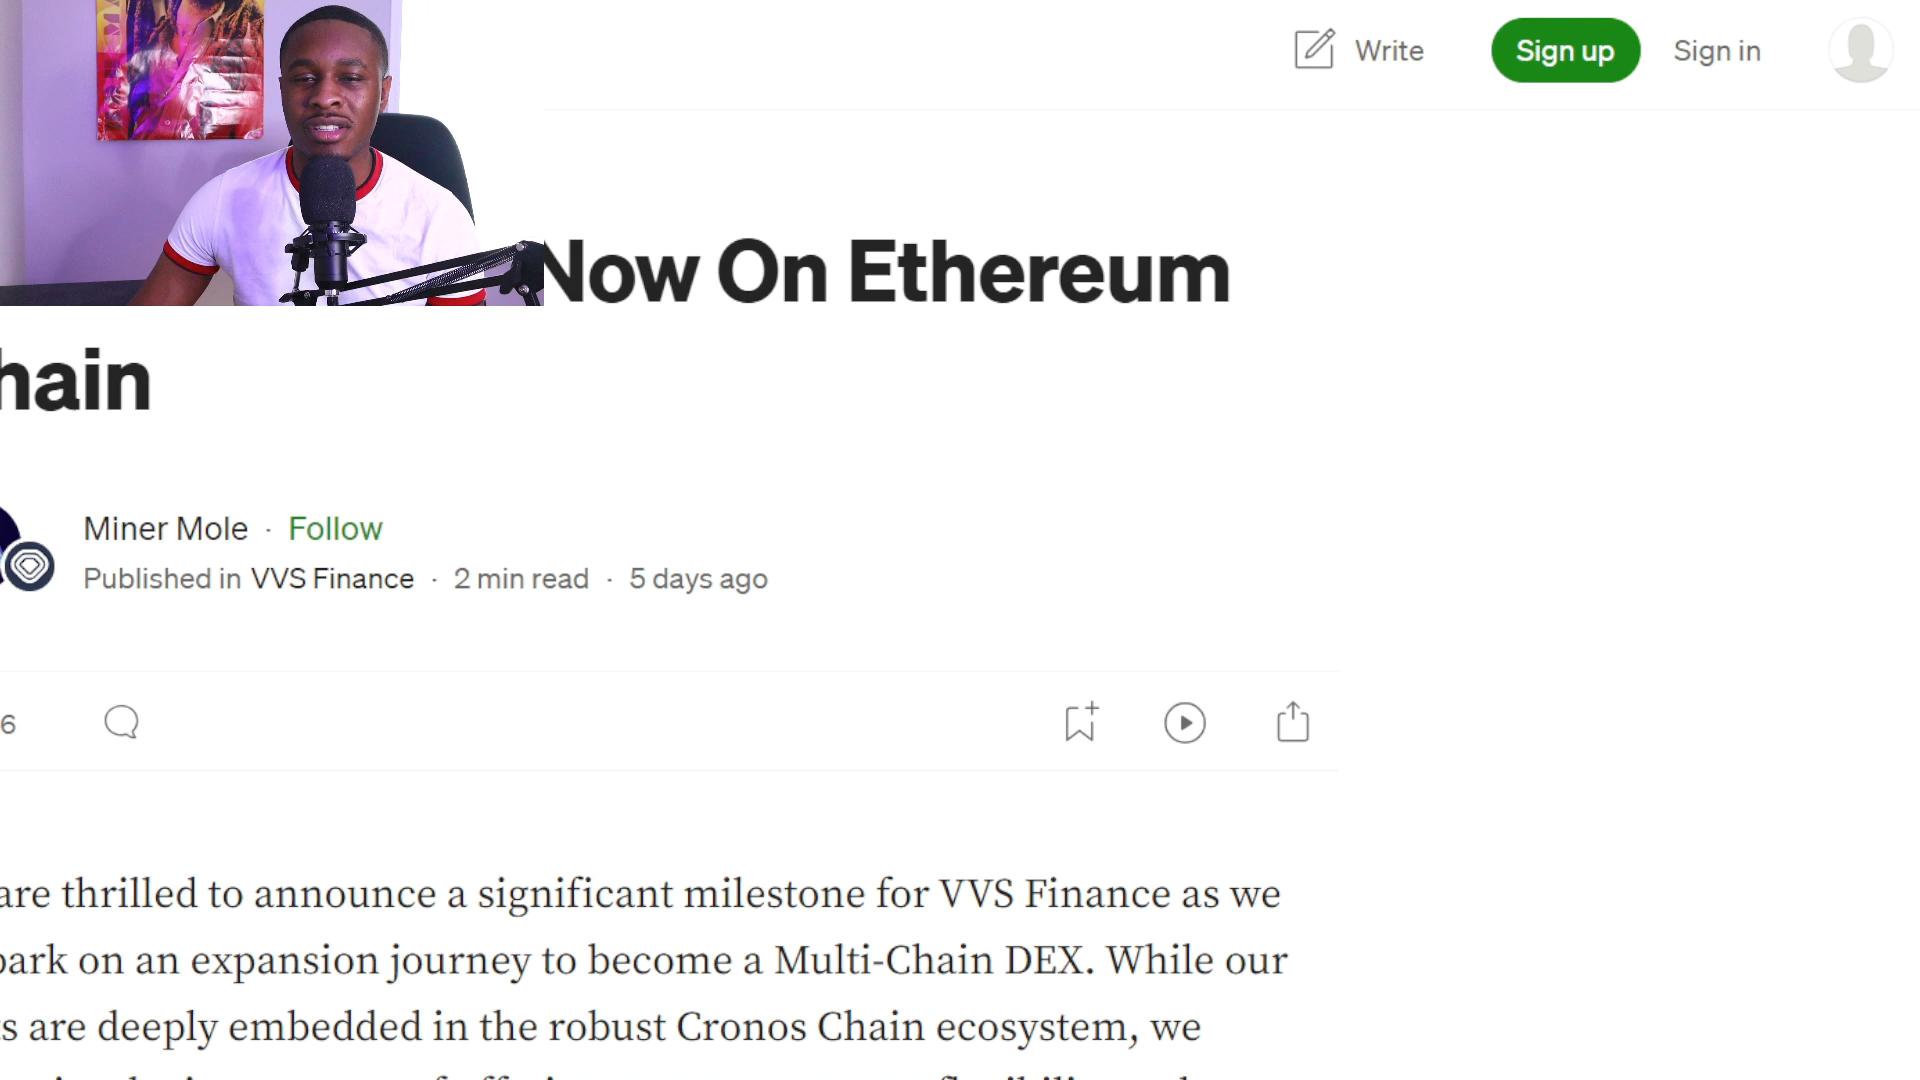 Write
Sign up
Sign in
Now On Ethereum
hain
Miner Mole · Follow
Published in VVS Finance · 2 min read · 5 days ago
6
are thrilled to announce a significant milestone for VVS Finance as we
ark on an expansion journey to become a Multi-Chain DEX. While our
s are deeply embedded in the robust Cronos Chain ecosystem, we